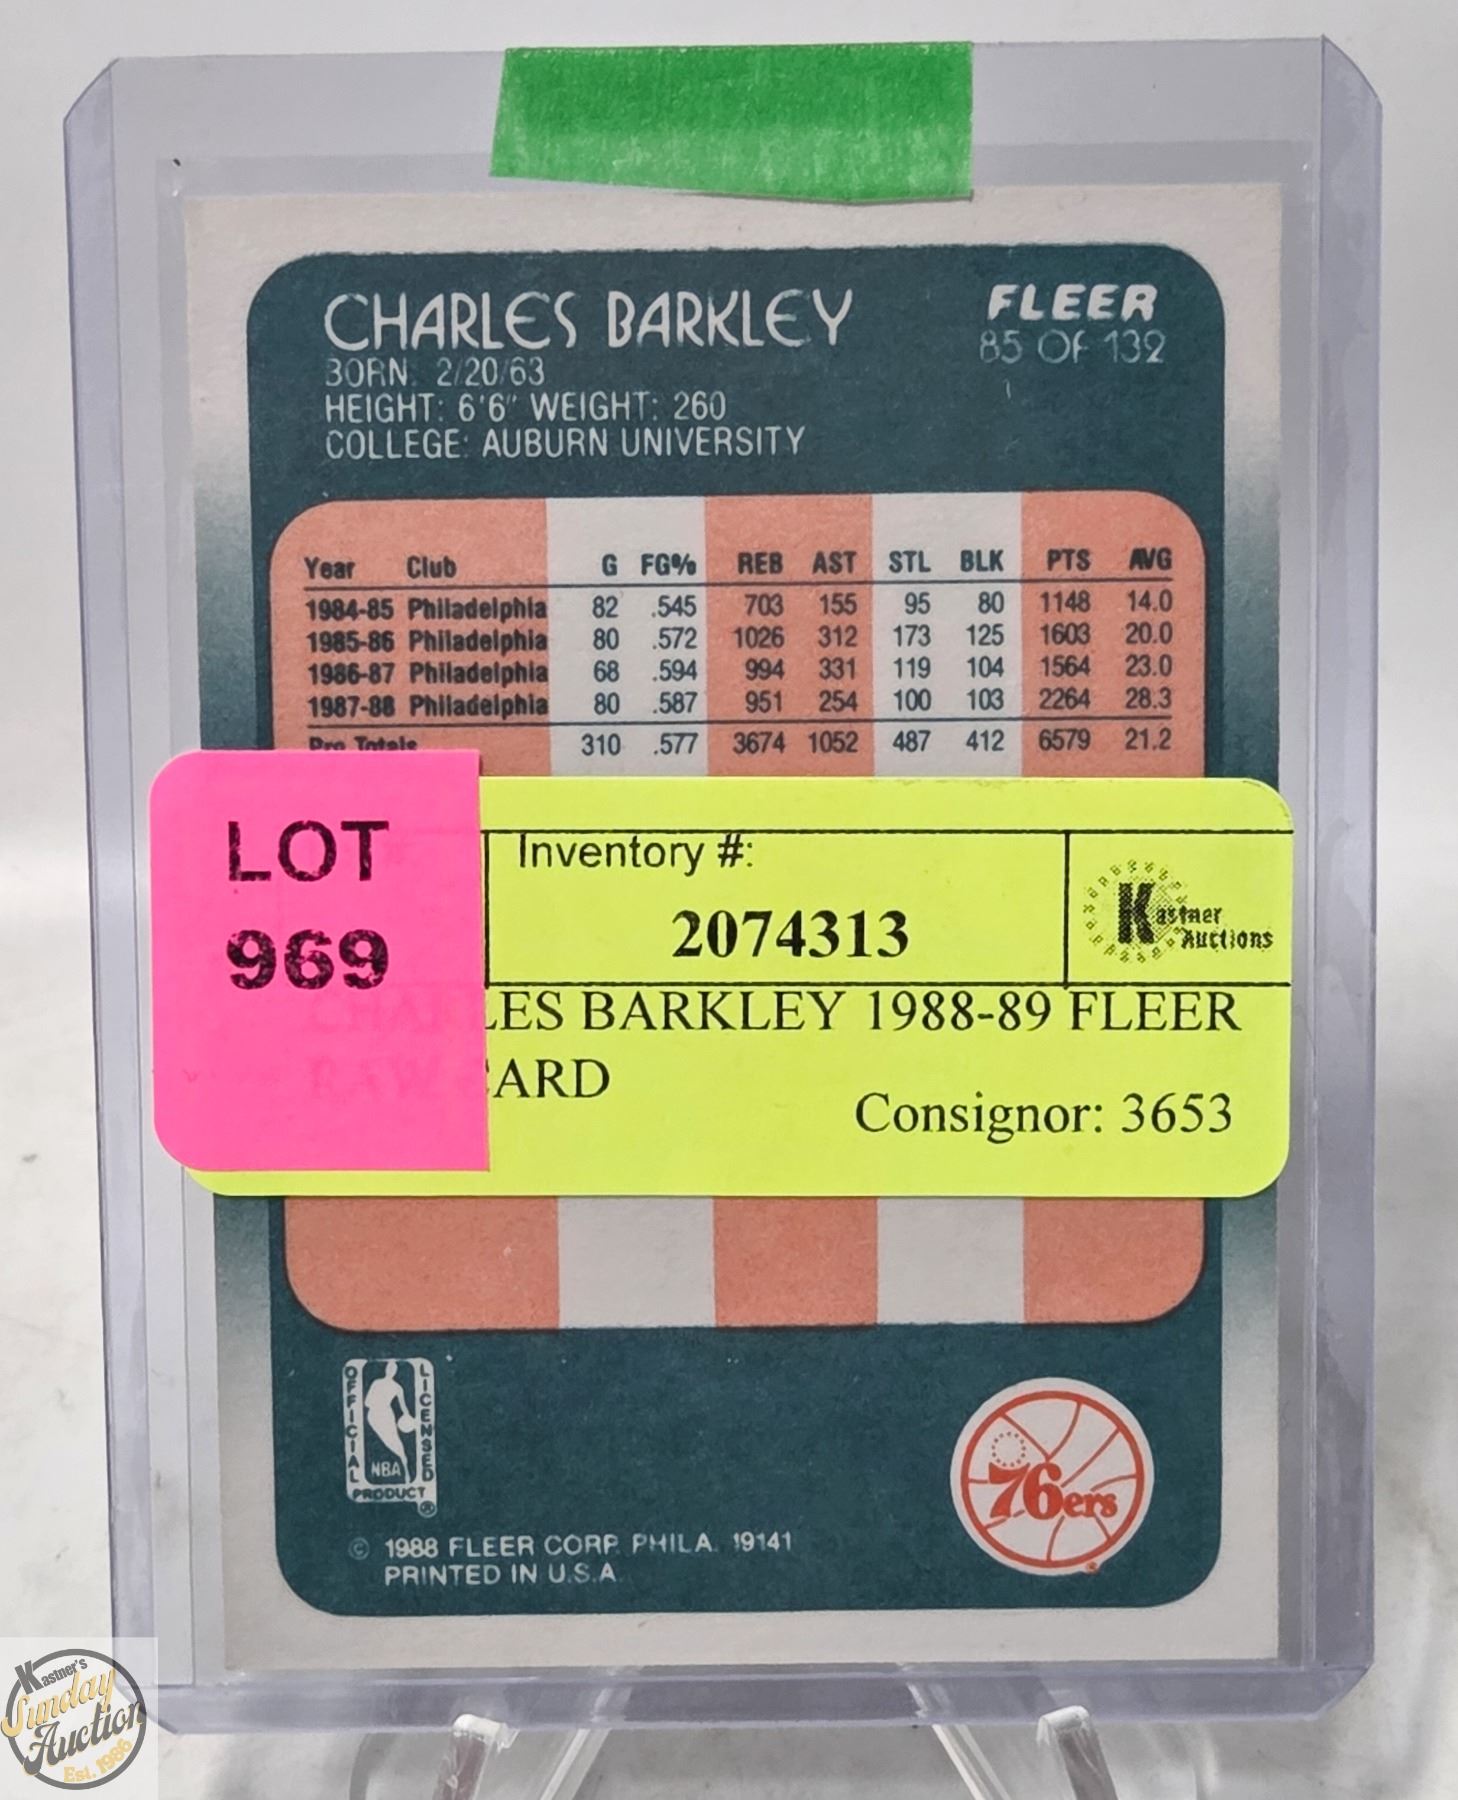 CHARLES BARKLEY
FLEER
85 OF 132
BORN: 2/20/63
HEIGHT: 6'6" WEIGHT: 260
COLLEGE: AUBURN UNIVERSITY
Year Club G FG% REB AST STL BLK PTS AVG
1984-85 Philadelphia 82 .545 703 155 95 80 1148 14.0
1985-86 Philadelphia 80 .572 1026 312 173 125 1603 20.0
1986-87 Philadelphia 68 .594 994 331 119 104 1564 23.0
1987-88 Philadelphia 80 .587 951 254 100 103 2264 28.3
Pro Totals 310 .577 3674 1052 487 412 6579 21.2
LOT
969
Inventory #:
2074313
Kastner
Auctions
CHARLES BARKLEY 1988-89 FLEER
RAW CARD
Consignor: 3653
OFFICIAL LICENSED
NBA
PRODUCT ®
76ers
© 1988 FLEER CORP. PHILA. 19141
PRINTED IN U.S.A.
Kastner's
Sunday
Auction
Est. 1986